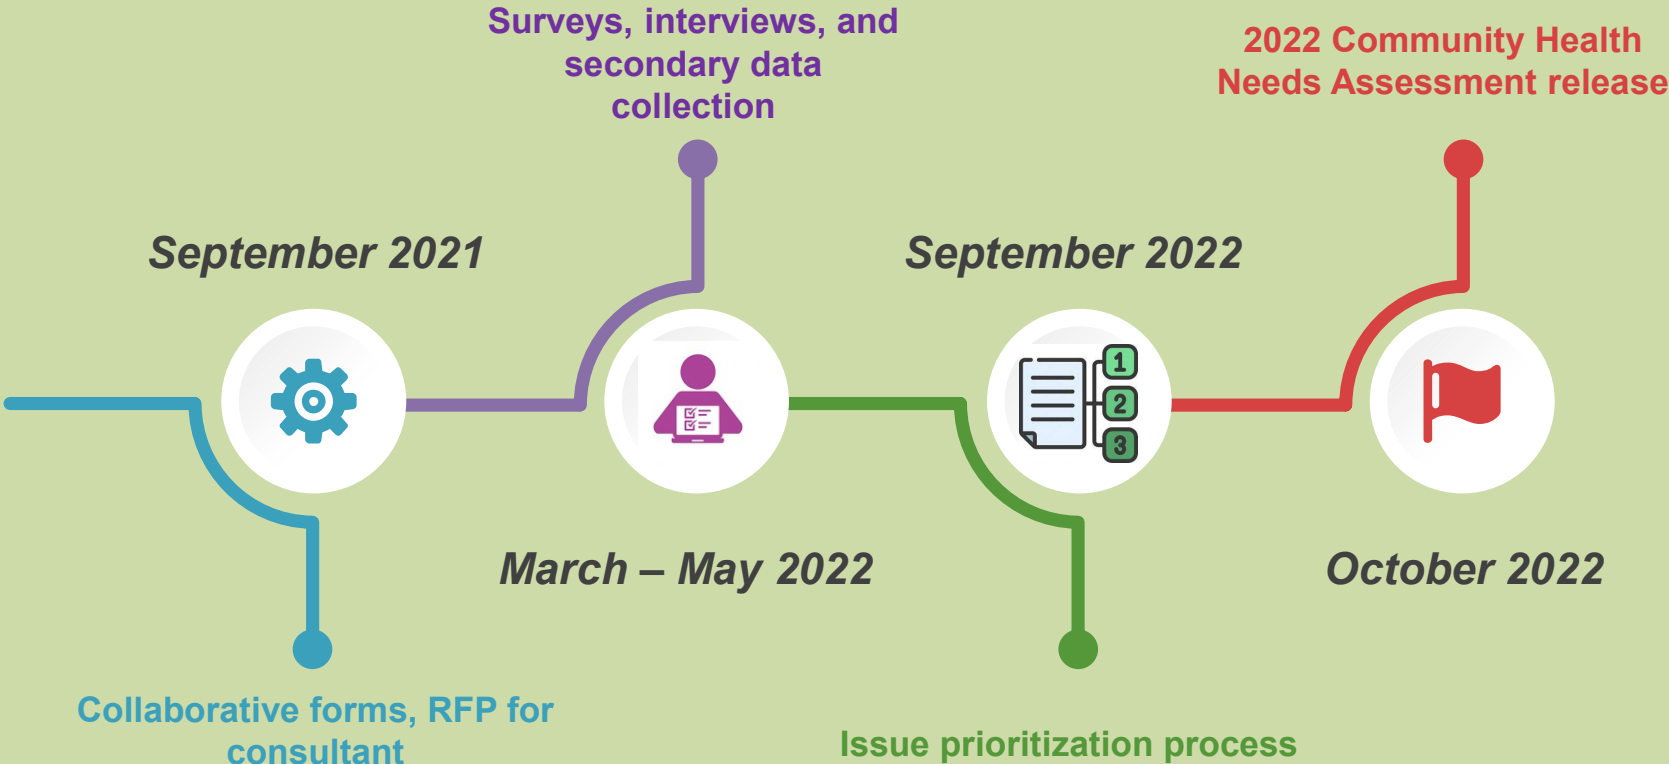 Surveys, interviews, and
secondary data
collection
2022 Community Health
Needs Assessment release
September 2021
September 2022
1
2
3
March – May 2022
October 2022
Collaborative forms, RFP for
consultant
Issue prioritization process